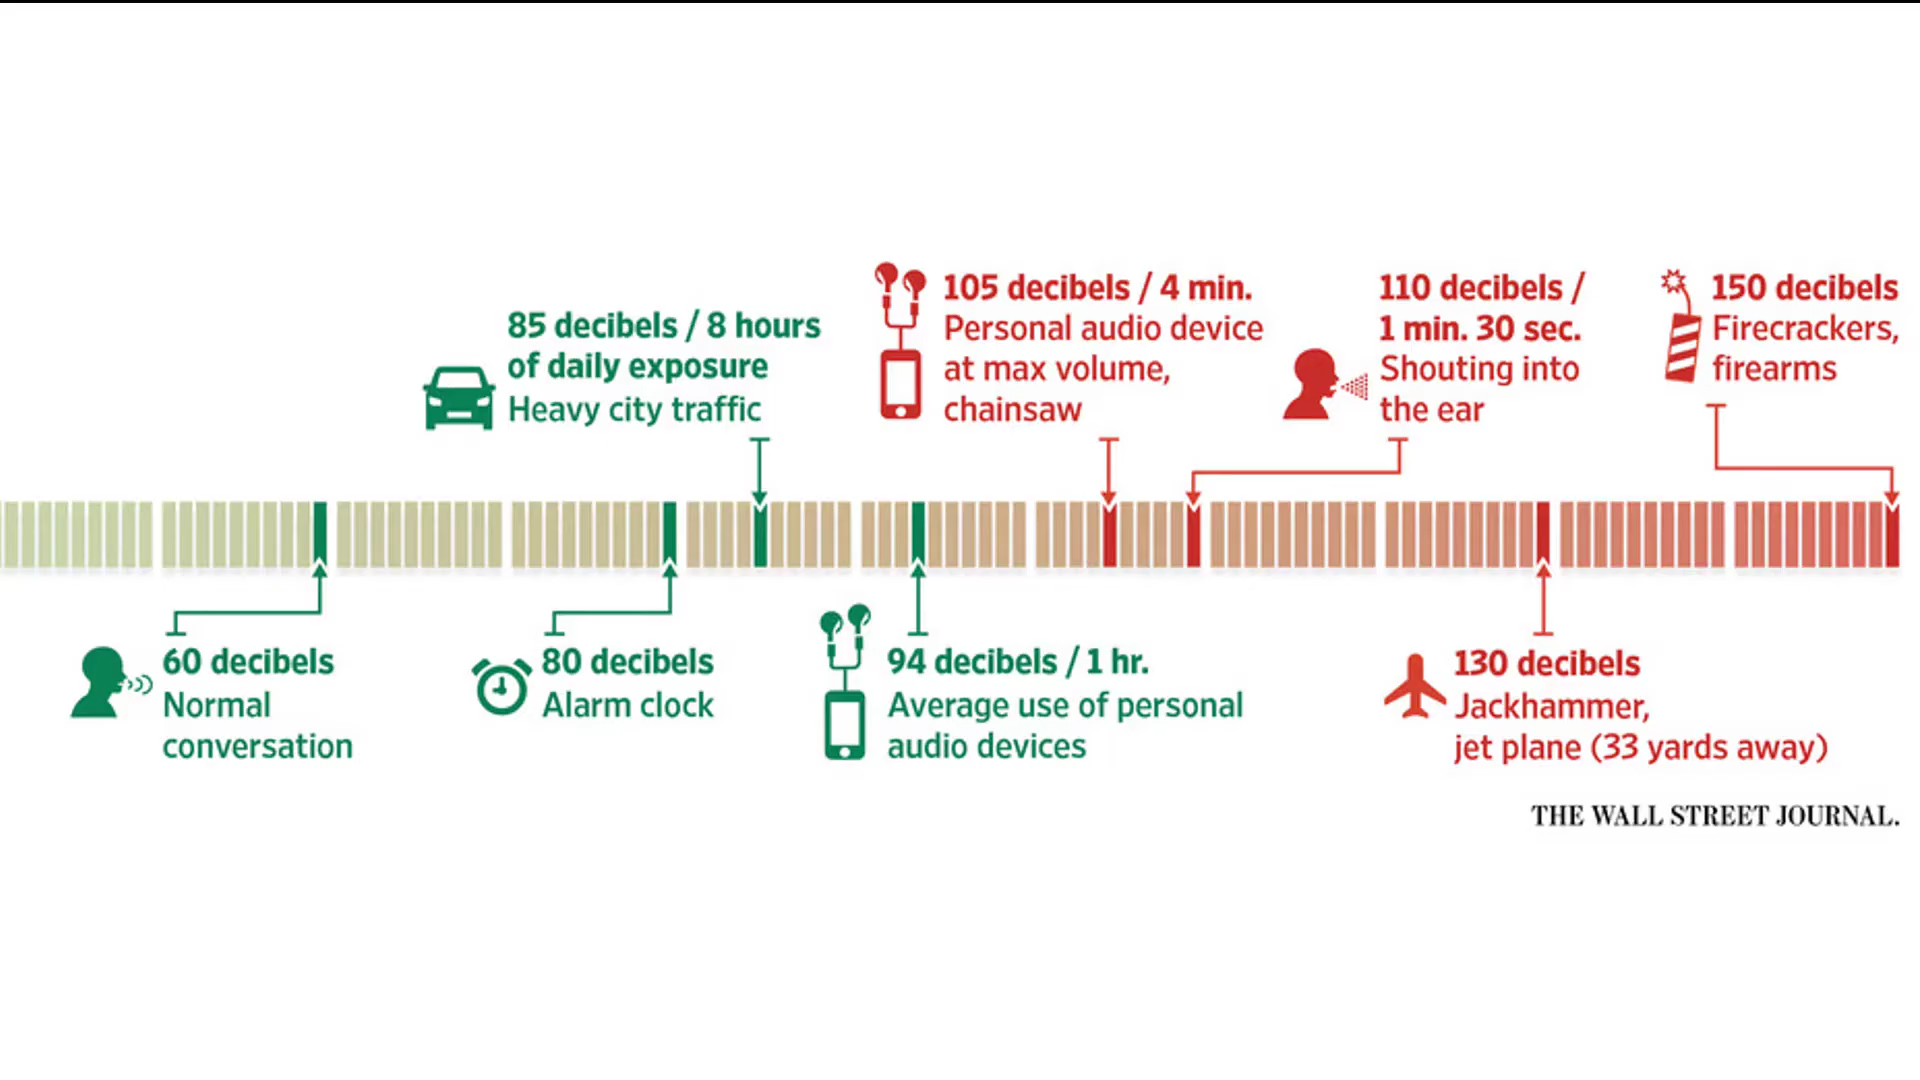 85 decibels / 8 hours
of daily exposure
Heavy city traffic
105 decibels / 4 min.
Personal audio device
at max volume,
chainsaw
110 decibels /
1 min. 30 sec.
Shouting into
the ear
150 decibels
Firecrackers,
firearms
60 decibels
Normal
conversation
80 decibels
Alarm clock
94 decibels / 1 hr.
Average use of personal
audio devices
130 decibels
Jackhammer,
jet plane (33 yards away)
THE WALL STREET JOURNAL.